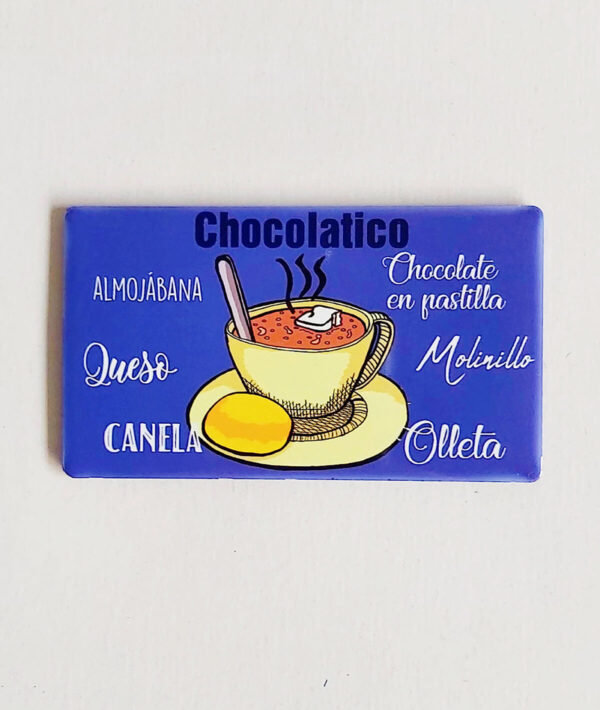 Chocolatico
ALMOJÁBANA
Queso
CANELA
Chocolate
en pastilla
Molinillo
Olleta